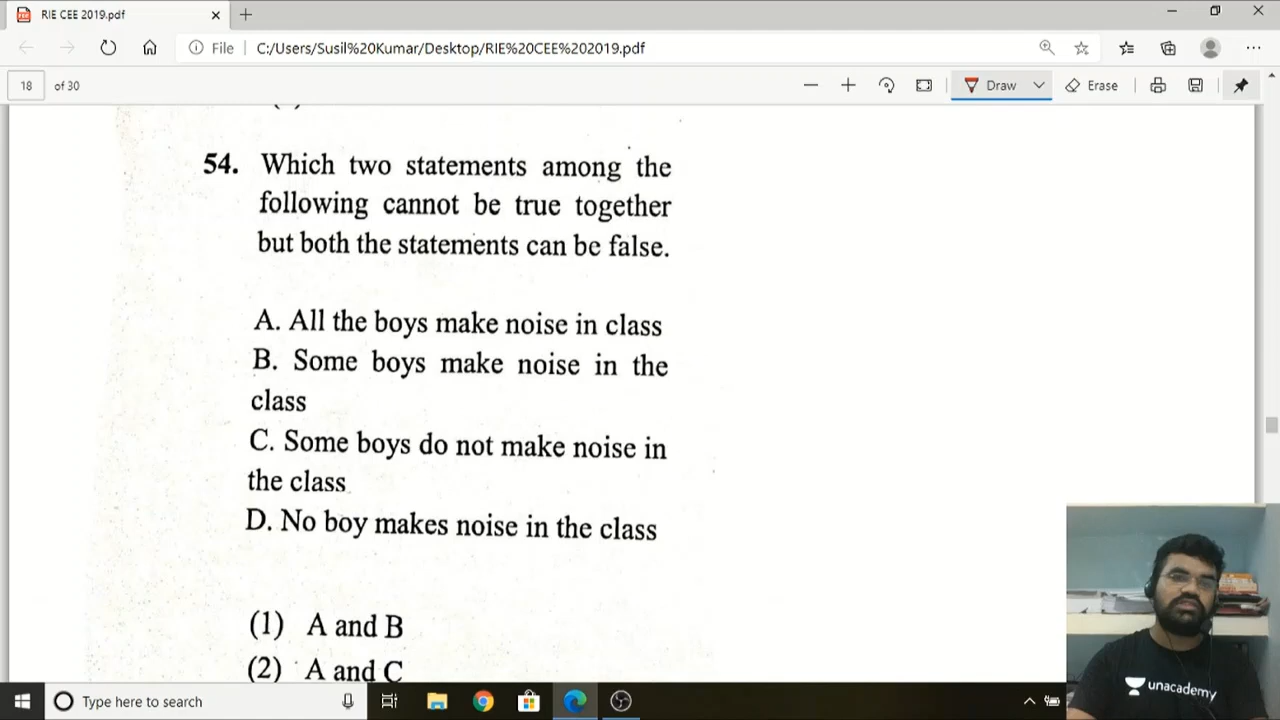 RIE CEE 2019.pdf
File C:/Users/Susil%20Kumar/Desktop/RIE%20CEE%202019.pdf
18 of 30 Draw Erase
54. Which two statements among the
following cannot be true together
but both the statements can be false.
A. All the boys make noise in class
B. Some boys make noise in the
class
C. Some boys do not make noise in
the class
D. No boy makes noise in the class
(1) A and B
(2) A and C
unacademy
Type here to search